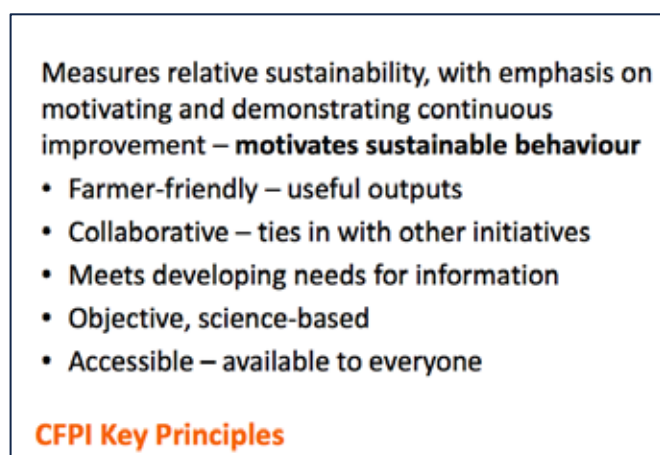 Measures relative sustainability, with emphasis on
motivating and demonstrating continuous
improvement – motivates sustainable behaviour
• Farmer-friendly – useful outputs
• Collaborative – ties in with other initiatives
• Meets developing needs for information
• Objective, science-based
• Accessible – available to everyone
CFPI Key Principles